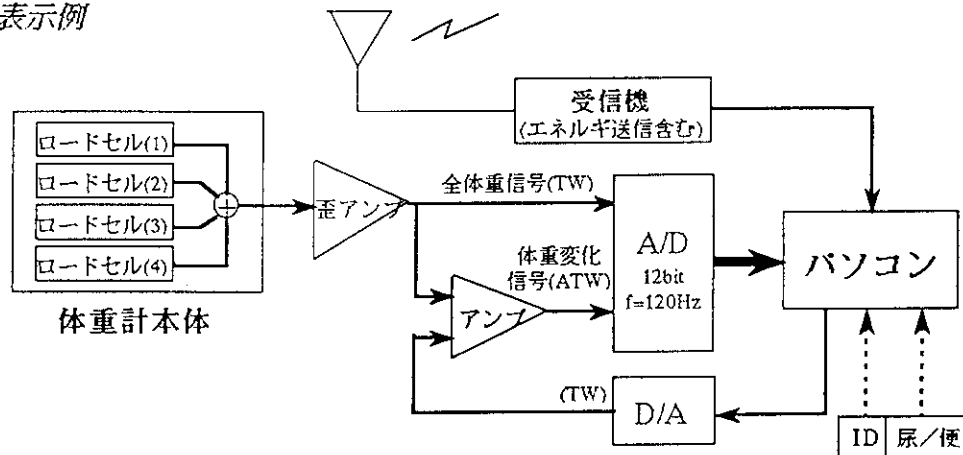 表示例
受信機
(エネルギ送信含む)
ロードセル(1)
ロードセル(2)
ロードセル(3)
ロードセル(4)
+
体重計本体
歪アンプ
全体重信号(TW)
体重変化
信号(ATW)
アンプ
A/D
12bit
f=120Hz
パソコン
(TW)
D/A
ID
尿/便